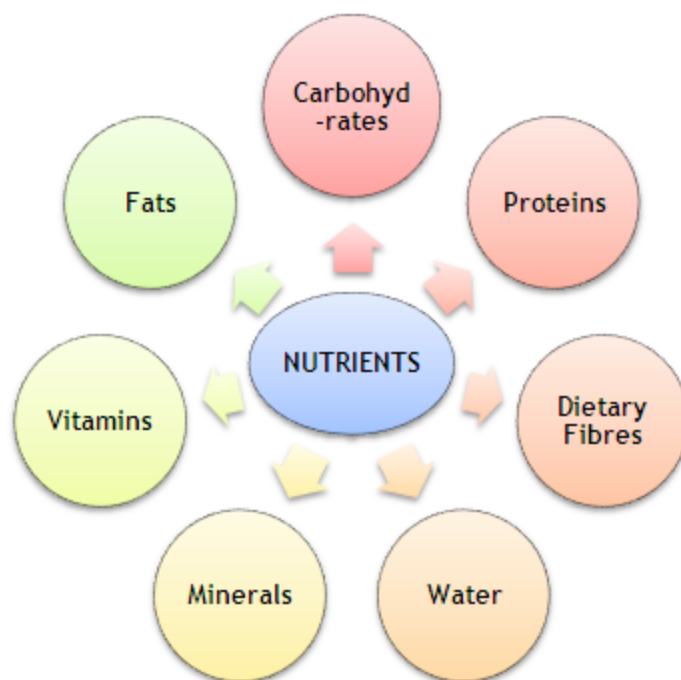 Carbohyd
-rates
Fats
Proteins
NUTRIENTS
Vitamins
Dietary
Fibres
Minerals
Water